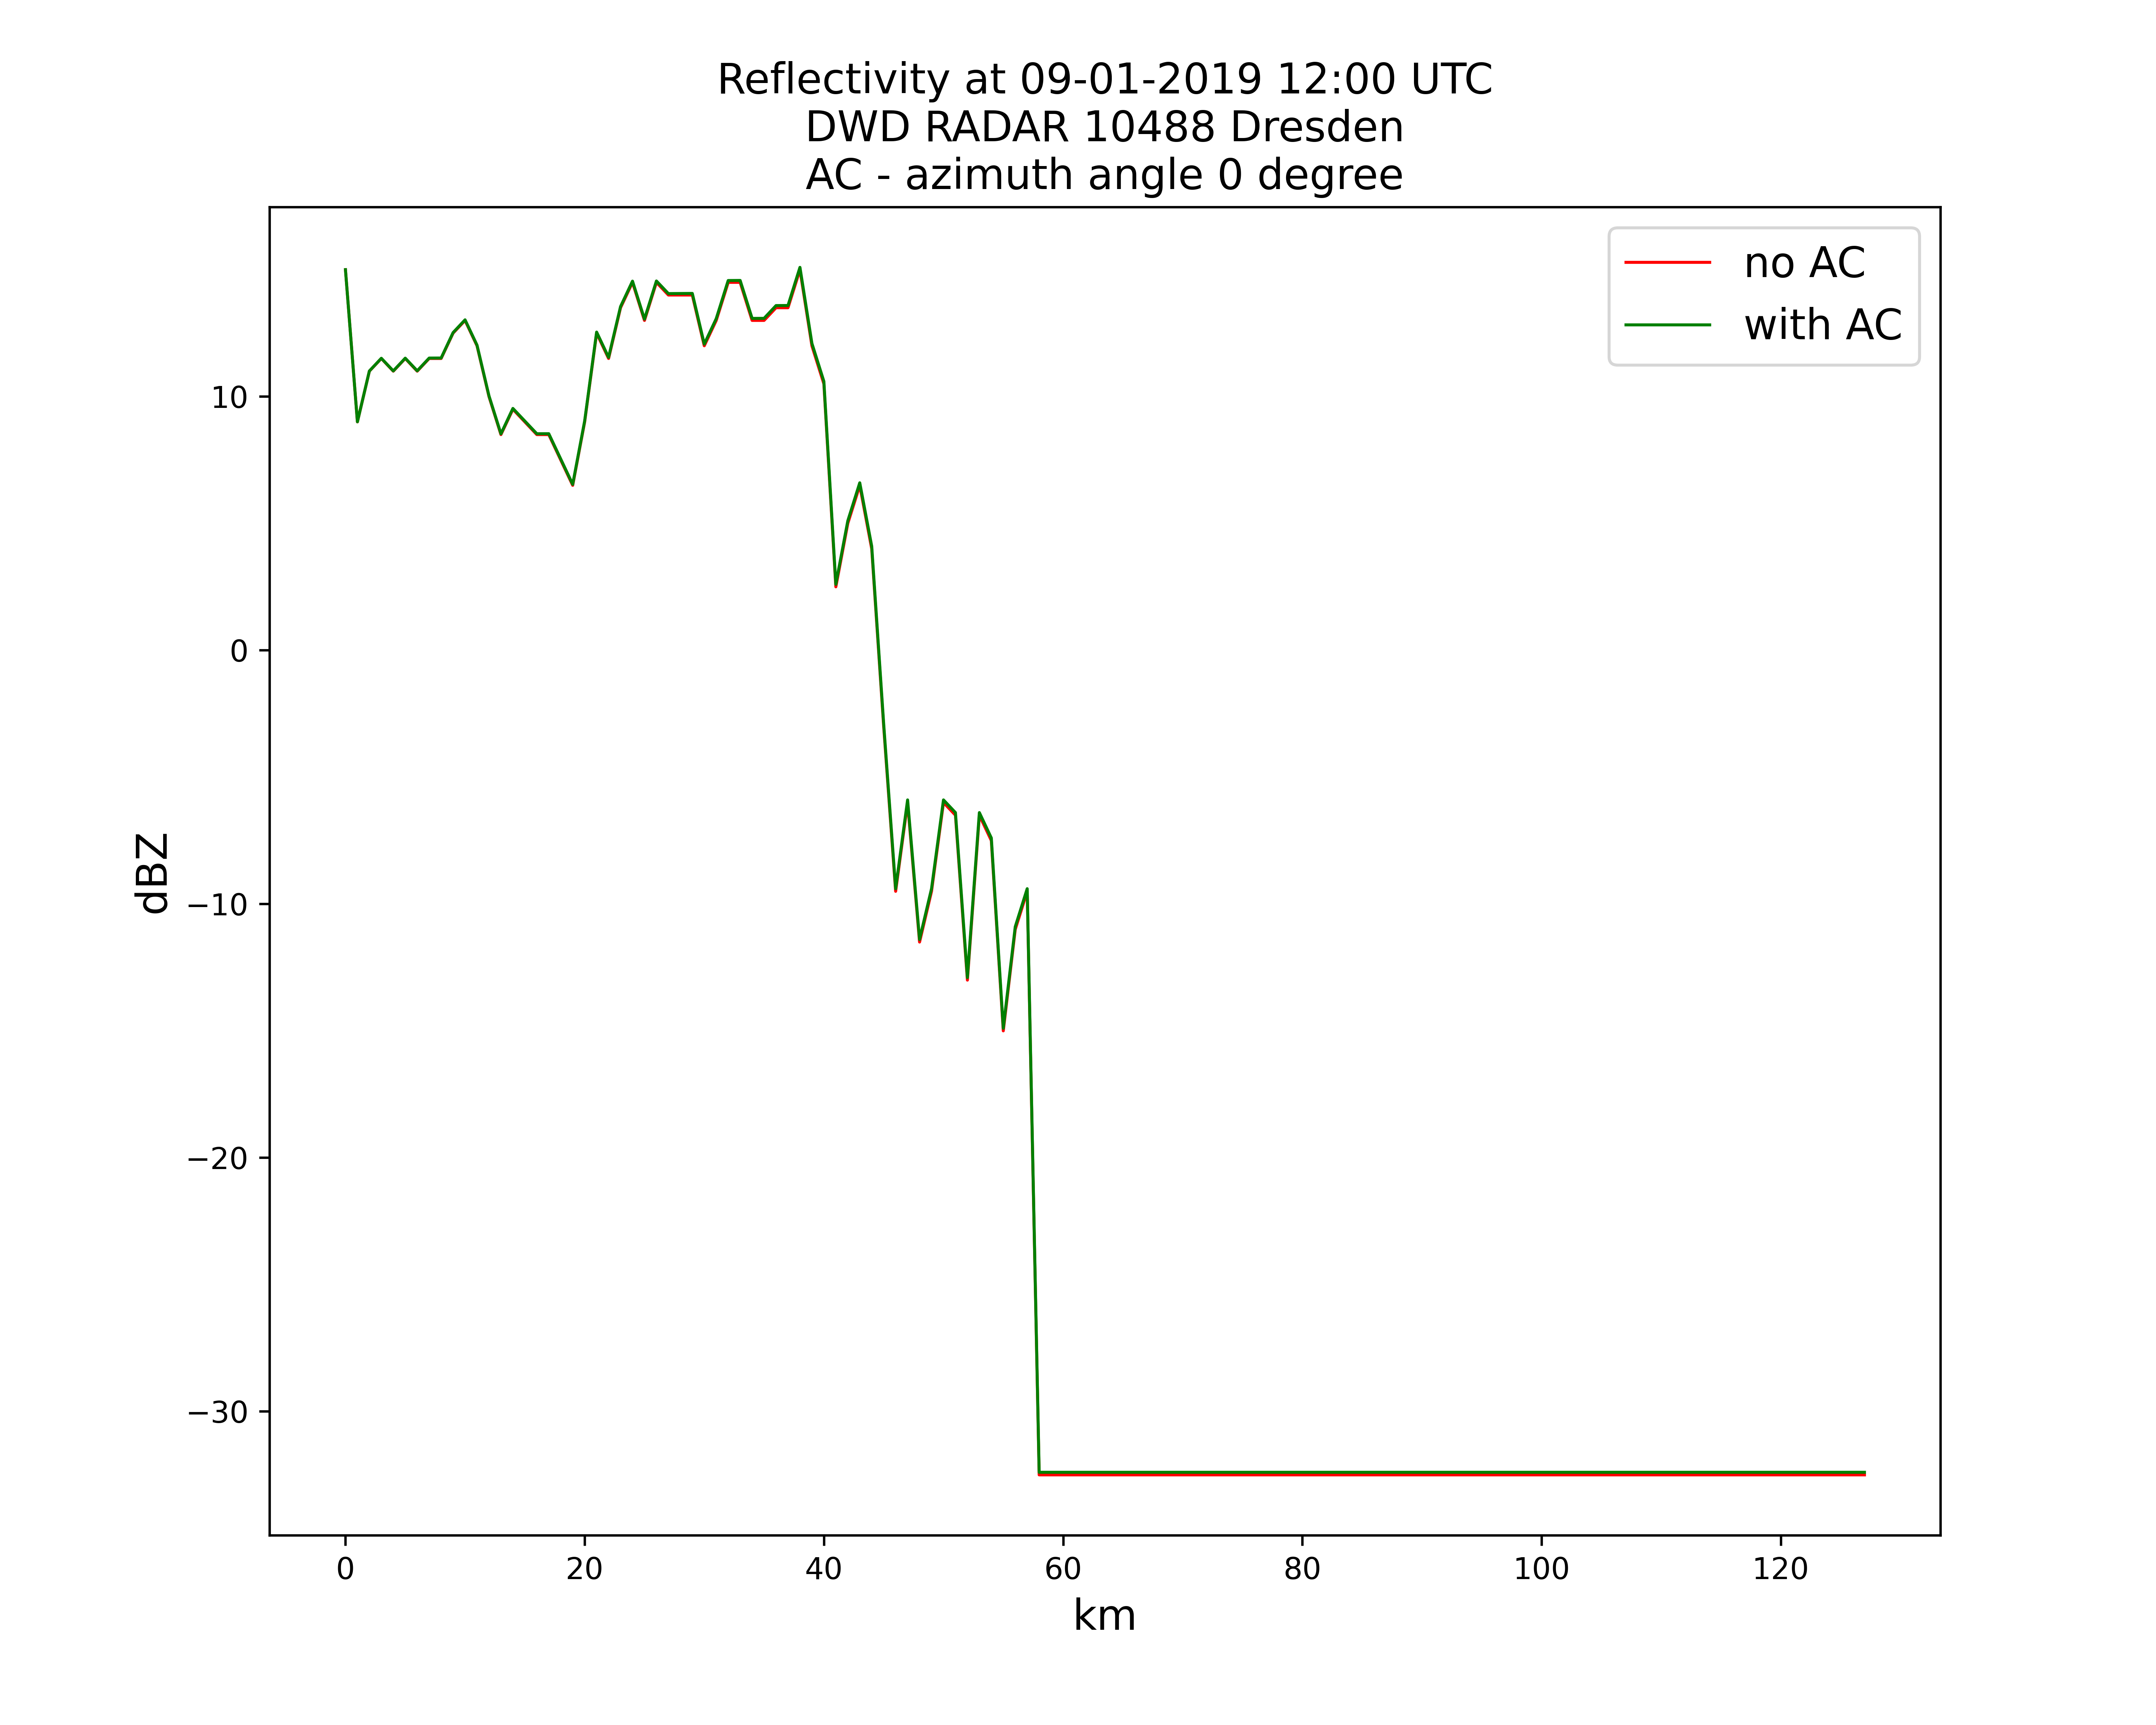 Reflectivity at 09-01-2019 12:00 UTC
DWD RADAR 10488 Dresden
AC - azimuth angle 0 degree
no AC
with AC
10
0
−10
−20
−30
dBZ
0 20 40 60 80 100 120
km